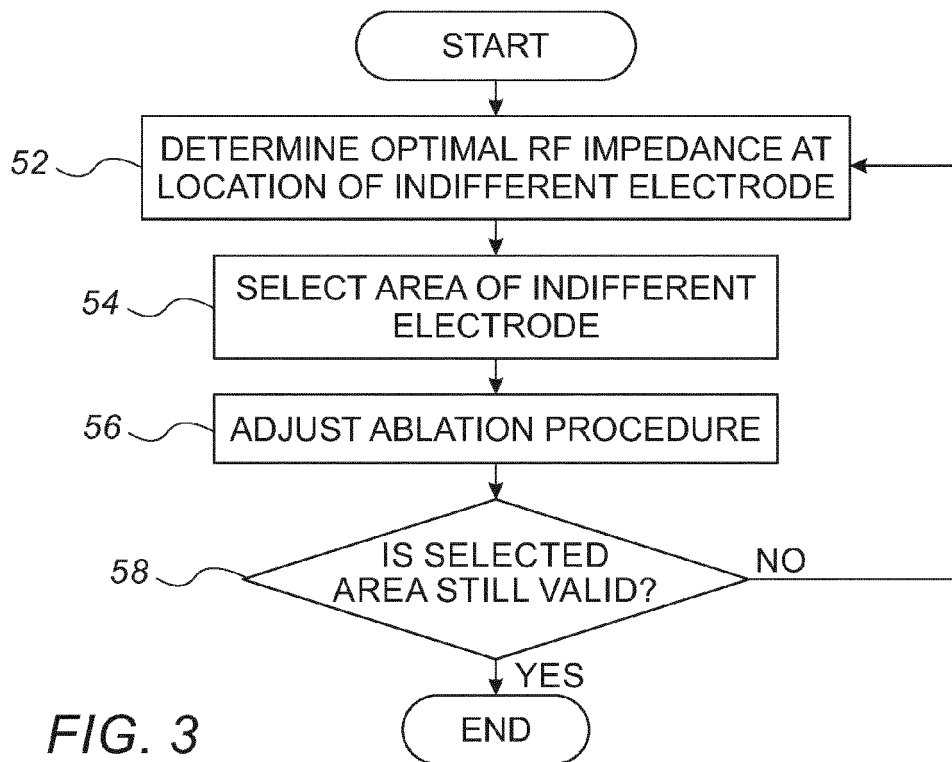 START
52
DETERMINE OPTIMAL RF IMPEDANCE AT
LOCATION OF INDIFFERENT ELECTRODE
54
SELECT AREA OF INDIFFERENT
ELECTRODE
56
ADJUST ABLATION PROCEDURE
58
IS SELECTED
AREA STILL VALID?
NO
YES
END
FIG. 3